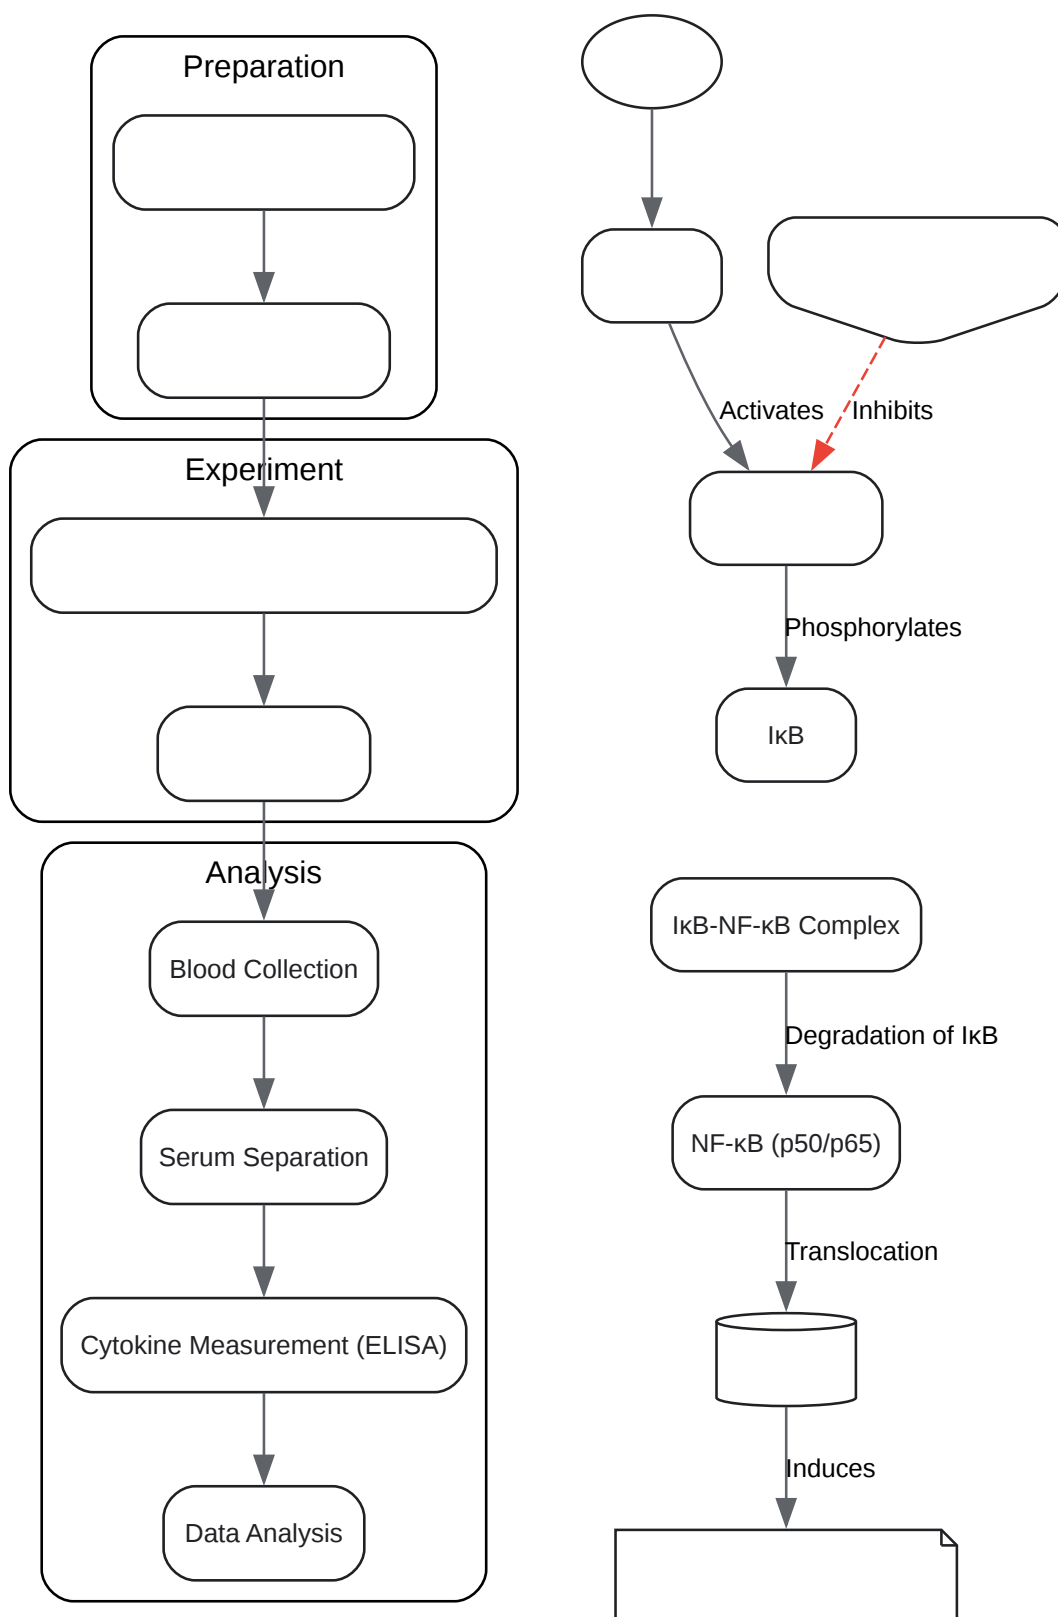 Preparation
Experiment
Analysis
Blood Collection
Serum Separation
Cytokine Measurement (ELISA)
Data Analysis
Activates
Inhibits
Phosphorylates
IκB
IκB-NF-κB Complex
Degradation of IκB
NF-κB (p50/p65)
Translocation
Induces